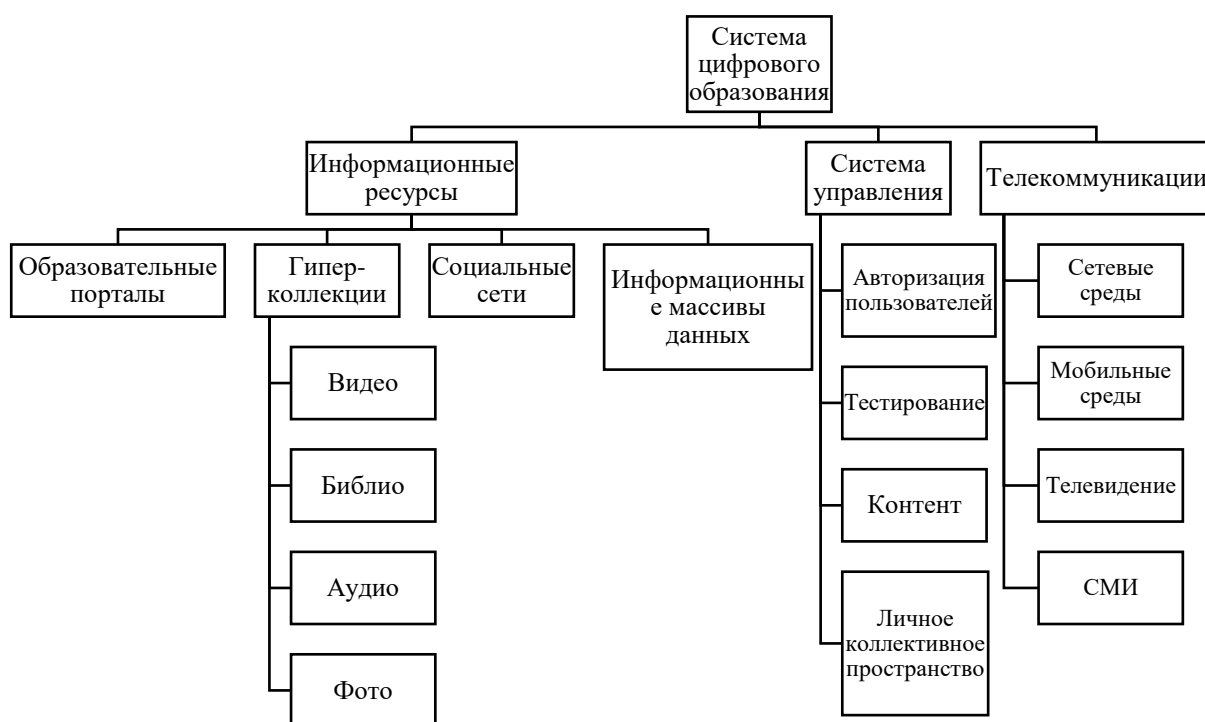 Система
цифрового
образования
Информационные
ресурсы
Система
управления
Телекоммуникации
Образовательные
порталы
Гипер-
коллекции
Социальные
сети
Информационны
е массивы
данных
Видео
Библио
Аудио
Фото
Авторизация
пользователей
Тестирование
Контент
Личное
коллективное
пространство
Сетевые
среды
Мобильные
среды
Телевидение
СМИ